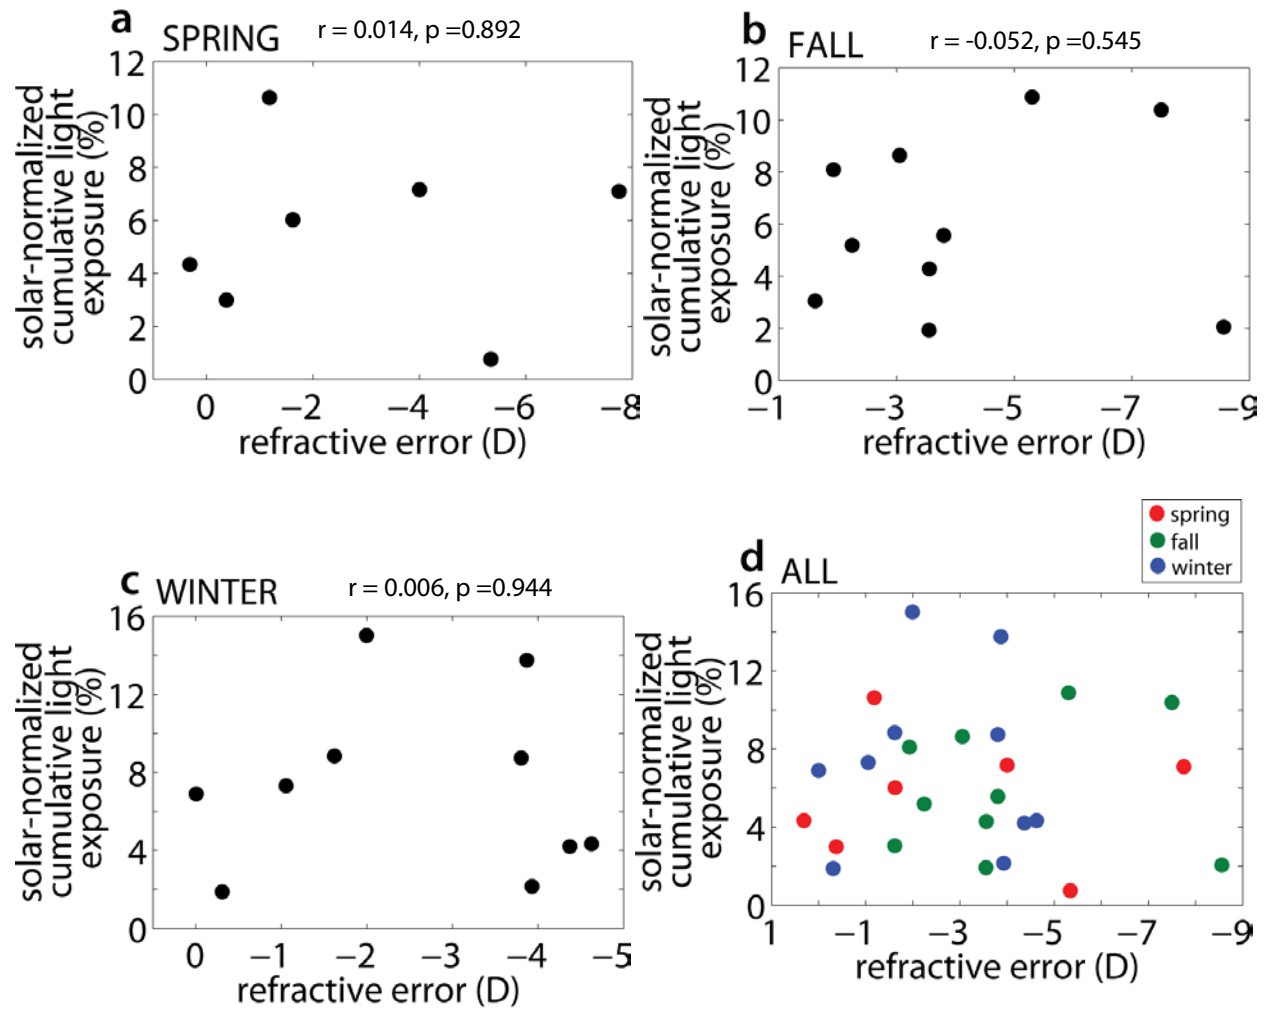 a
SPRING
r = 0.014, p =0.892
12
10
8
6
4
2
0
solar-normalized
cumulative light
exposure (%)
0 −2 −4 −6 −8
refractive error (D)
b
FALL
r = -0.052, p =0.545
12
10
8
6
4
2
0
solar-normalized
cumulative light
exposure (%)
−1 −3 −5 −7 −9
refractive error (D)
c
WINTER
r = 0.006, p =0.944
16
12
8
4
0
solar-normalized
cumulative light
exposure (%)
0 −1 −2 −3 −4 −5
refractive error (D)
d
ALL
spring
fall
winter
16
12
8
4
0
solar-normalized
cumulative light
exposure (%)
1 −1 −3 −5 −7 −9
refractive error (D)